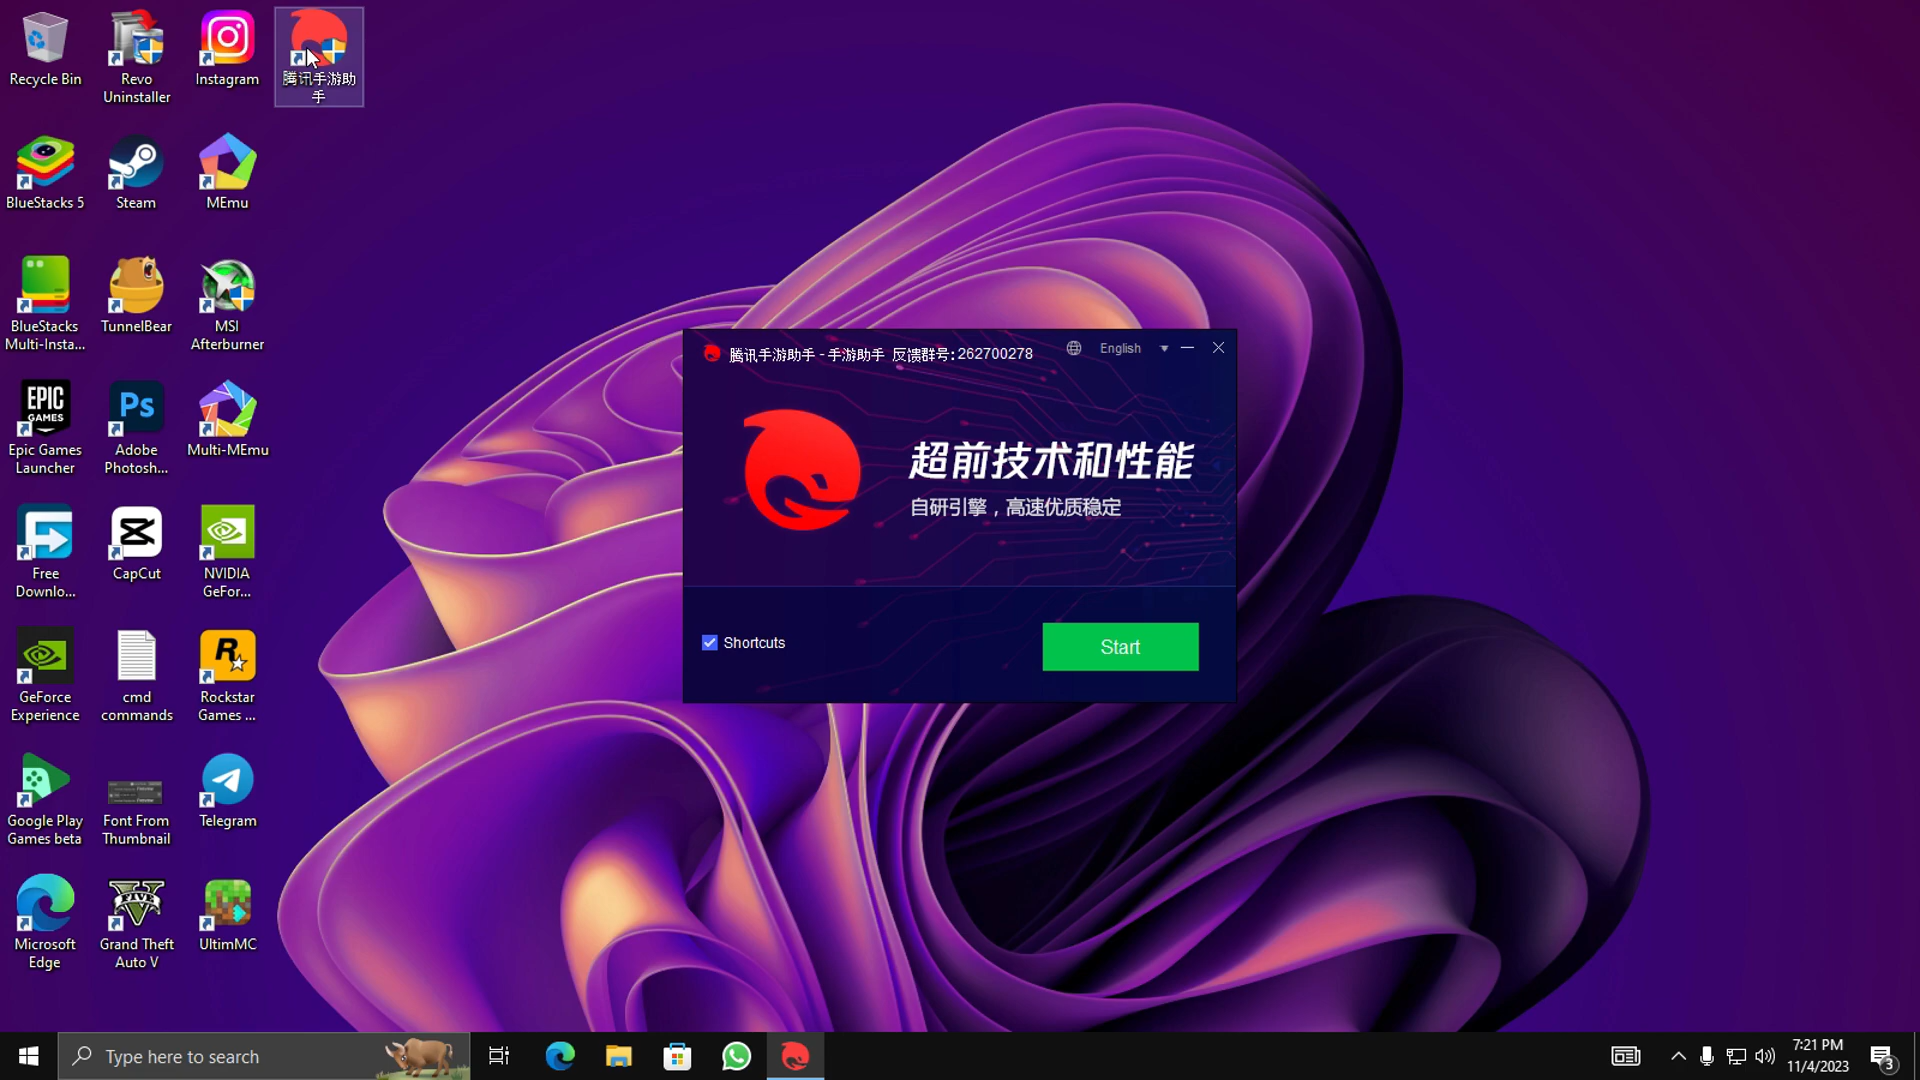 Recycle Bin
Revo
Uninstaller
Instagram
腾讯手游助
手
BlueStacks 5
Steam
MEmu
BlueStacks
Multi-Insta...
TunnelBear
MSI
Afterburner
EPIC
GAMES
Epic Games
Launcher
Ps
Adobe
Photosh...
Multi-MEmu
Free
Downlo...
CapCut
NVIDIA
GeFor...
GeForce
Experience
cmd
commands
R
Rockstar
Games ...
Google Play
Games beta
Font From
Thumbnail
Telegram
Microsoft
Edge
V
FIVE
Grand Theft
Auto V
UltimMC
腾讯手游助手 - 手游助手 反馈群号:262700278
English
超前技术和性能
自研引擎，高速优质稳定
Shortcuts
Start
Type here to search
7:21 PM
11/4/2023
3